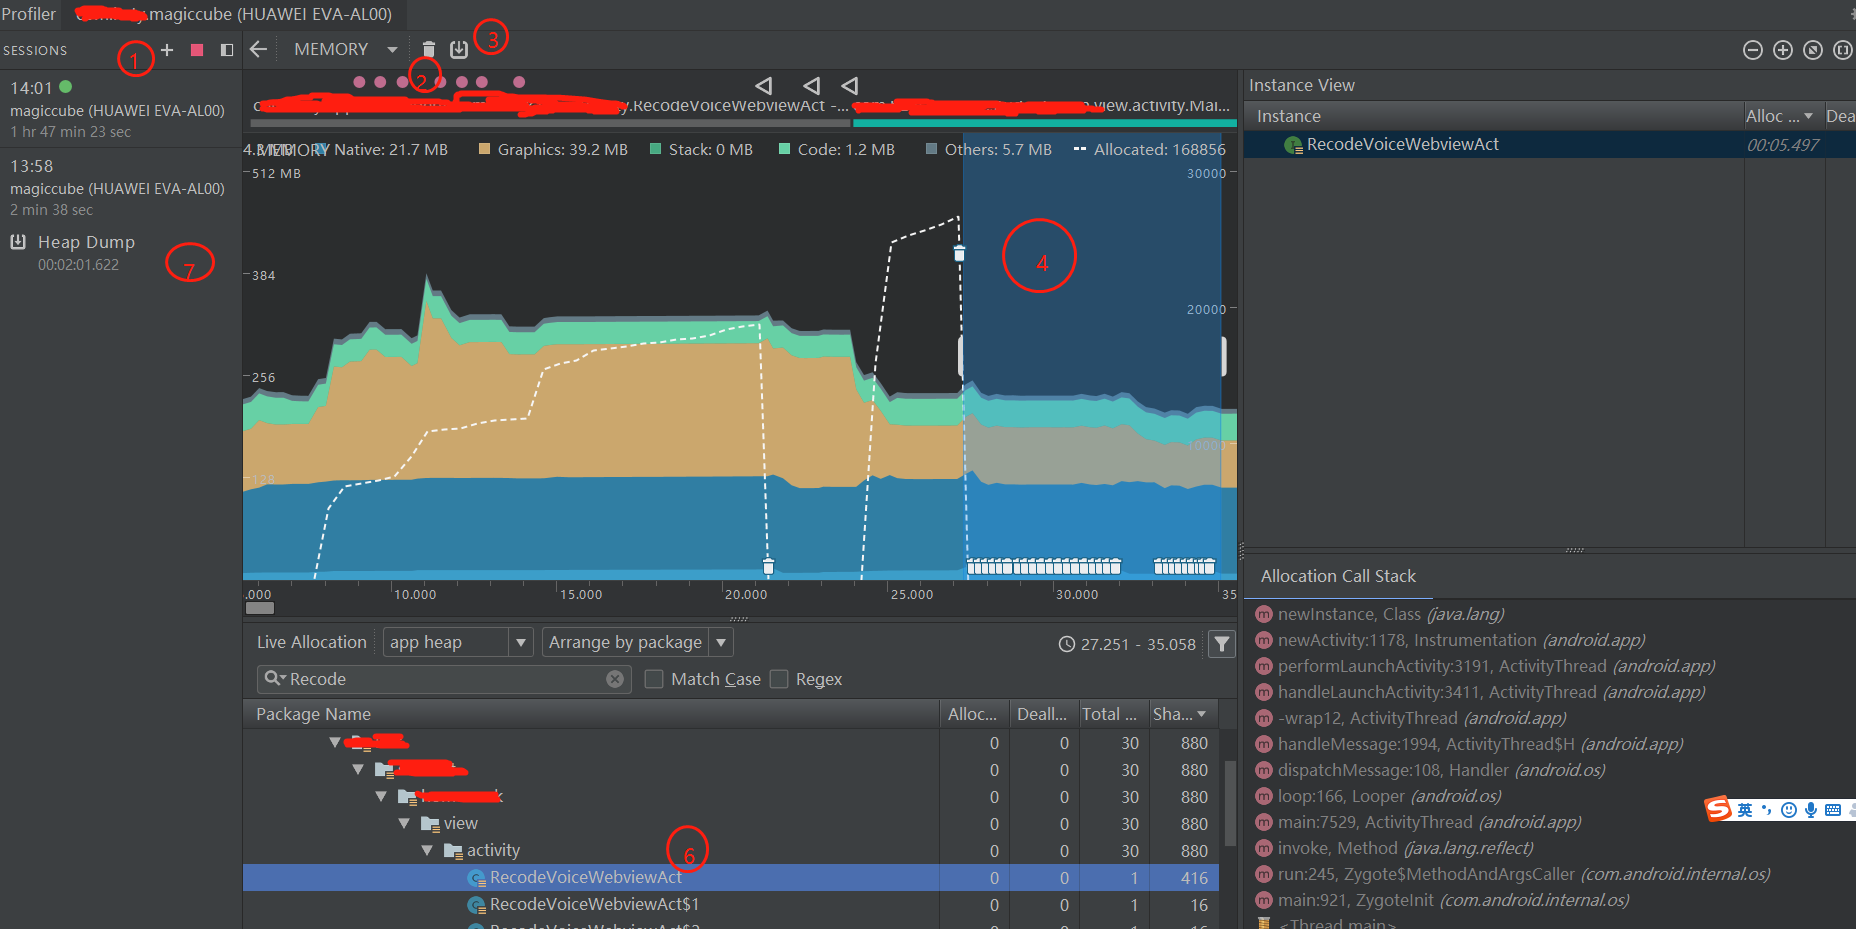 Profiler
.magiccube (HUAWEI EVA-AL00)
SESSIONS
1
MEMORY
3
14:01
magiccube (HUAWEI EVA-AL00)
1 hr 47 min 23 sec
13:58
magiccube (HUAWEI EVA-AL00)
2 min 38 sec
Heap Dump
00:02:01.622
7
2
y.RecodeVoiceWebviewAct -...
.view.activity.Mai...
MEMORY
Native: 21.7 MB
Graphics: 39.2 MB
Stack: 0 MB
Code: 1.2 MB
Others: 5.7 MB
Allocated: 168856
512 MB
30000
384
20000
256
10000
128
4
.000
10.000
15.000
20.000
25.000
30.000
35
Live Allocation
app heap
Arrange by package
27.251 - 35.058
Recode
Match Case
Regex
Package Name
Alloc...
Deall...
Total ...
Sha...
0 0 30 880
0 0 30 880
0 0 30 880
view 0 0 30 880
activity 0 0 30 880
6
RecodeVoiceWebviewAct 0 0 1 416
RecodeVoiceWebviewAct$1 0 0 1 16
Instance View
Instance
Alloc ...
Dea
RecodeVoiceWebviewAct
00:05.497
Allocation Call Stack
newInstance, Class (java.lang)
newActivity:1178, Instrumentation (android.app)
performLaunchActivity:3191, ActivityThread (android.app)
handleLaunchActivity:3411, ActivityThread (android.app)
-wrap12, ActivityThread (android.app)
handleMessage:1994, ActivityThread$H (android.app)
dispatchMessage:108, Handler (android.os)
loop:166, Looper (android.os)
main:7529, ActivityThread (android.app)
invoke, Method (java.lang.reflect)
run:245, Zygote$MethodAndArgsCaller (com.android.internal.os)
main:921, ZygoteInit (com.android.internal.os)
<Thread main>
S 英